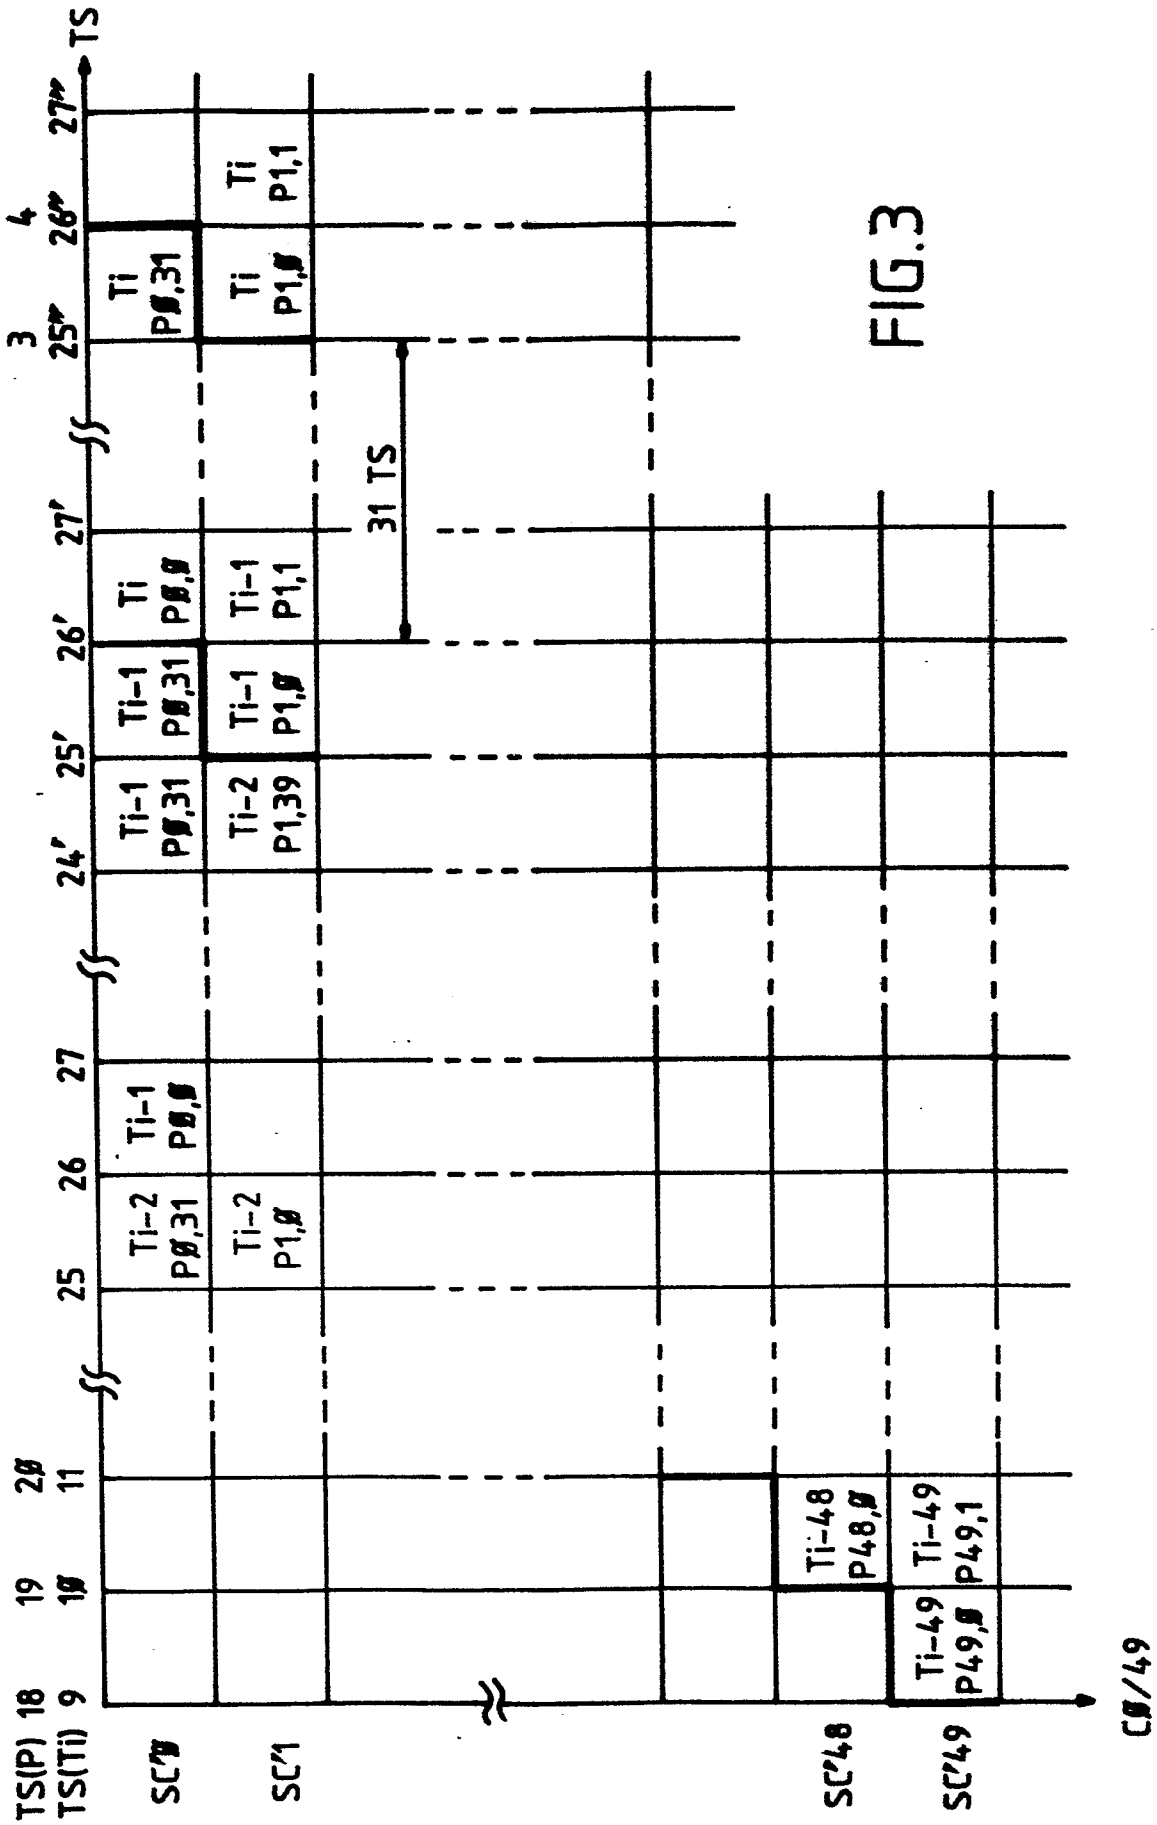 TS(P) 18 19 2Ø 3 4
TS(Ti) 9 1Ø 11 25 26 27 24' 25' 26' 27' 25" 26" 27" TS
SC'Ø
Ti-2 Ti-1 Ti-1 Ti-1 Ti Ti
PØ,31 PØ,Ø PØ,31 PØ,31 PØ,Ø PØ,31
SC'1
Ti-2 Ti-2 Ti-1 Ti-1 Ti Ti
P1,Ø P1,39 P1,Ø P1,1 P1,Ø P1,1
31 TS
SC'48
Ti-48
P48,Ø
SC'49
Ti-49 Ti-49
P49,Ø P49,1
CØ/49
FIG.3